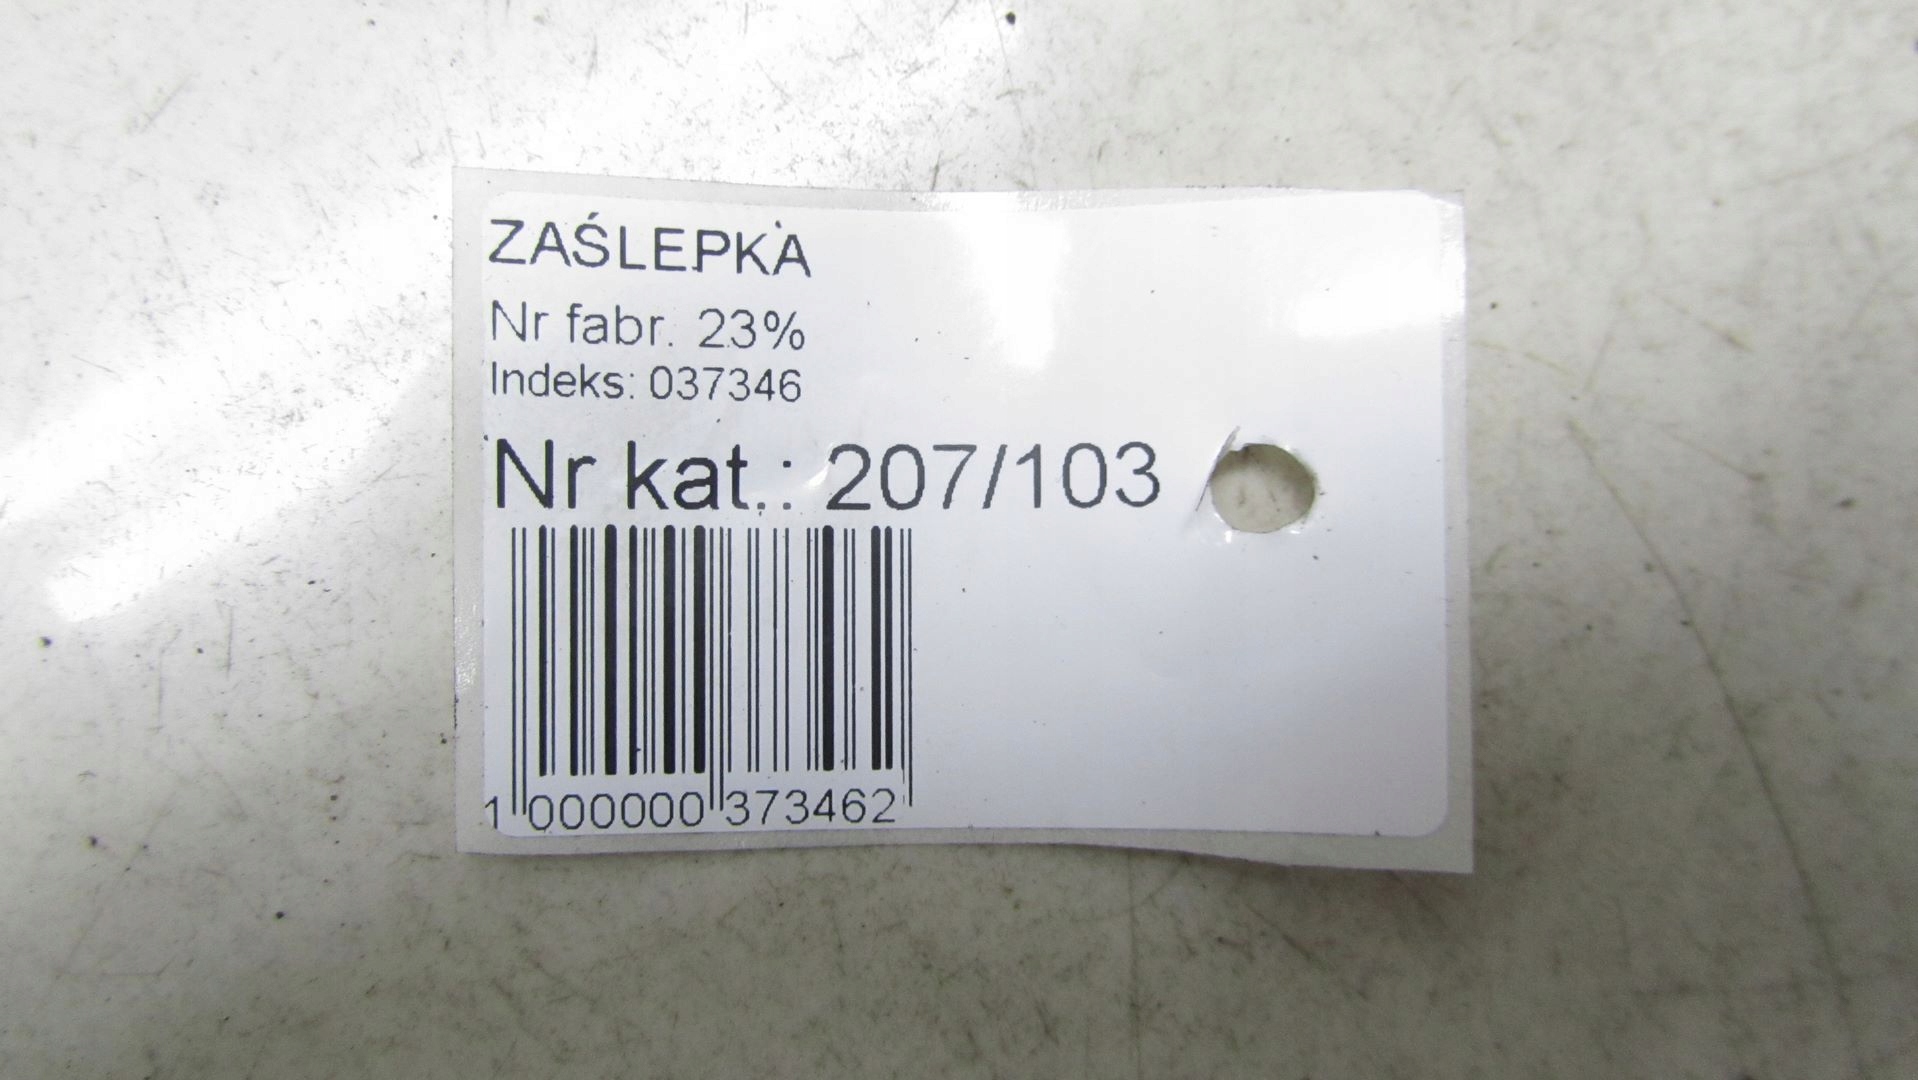 ZAŚLEPKA
Nr fabr. 23%
Indeks: 037346
Nr kat.: 207/103
1 000000 373462